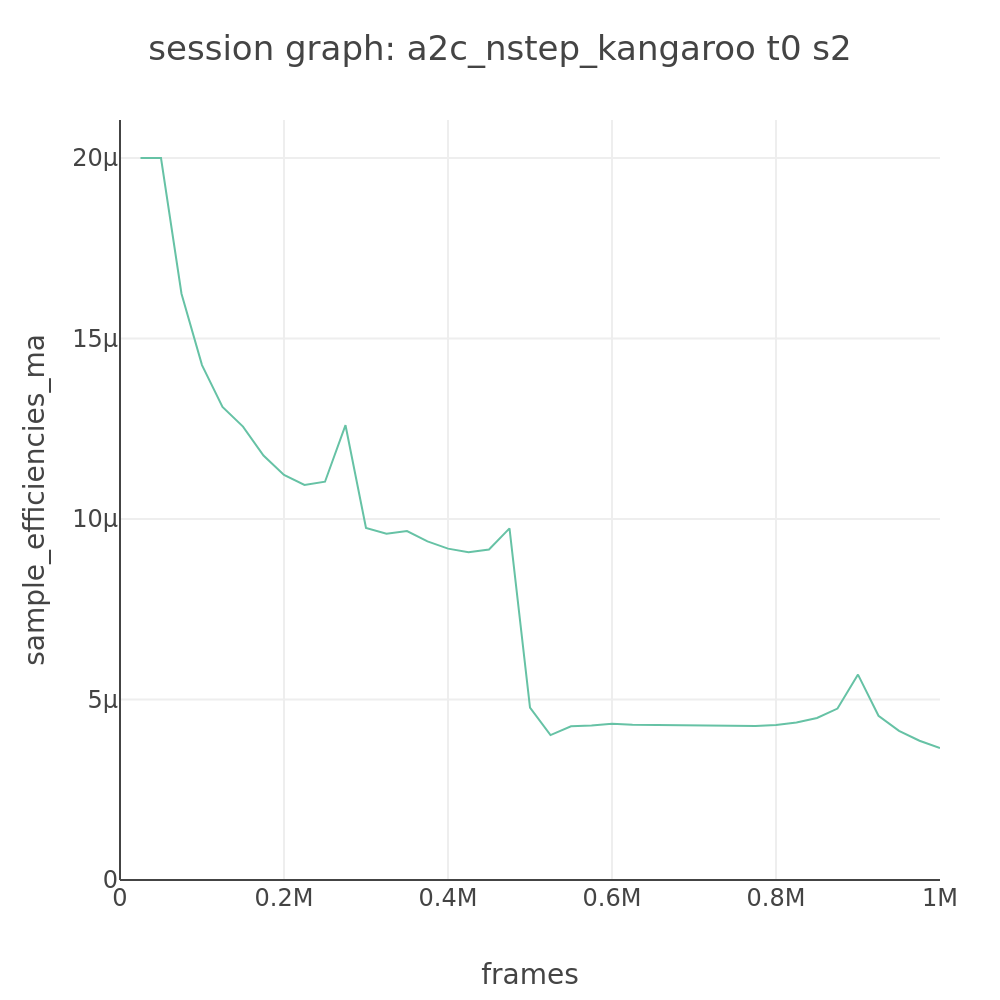 session graph: a2c_nstep_kangaroo t0 s2
sample_efficiencies_ma
20μ
15μ
10μ
5μ
0
0
0.2M
0.4M
0.6M
0.8M
1M
frames